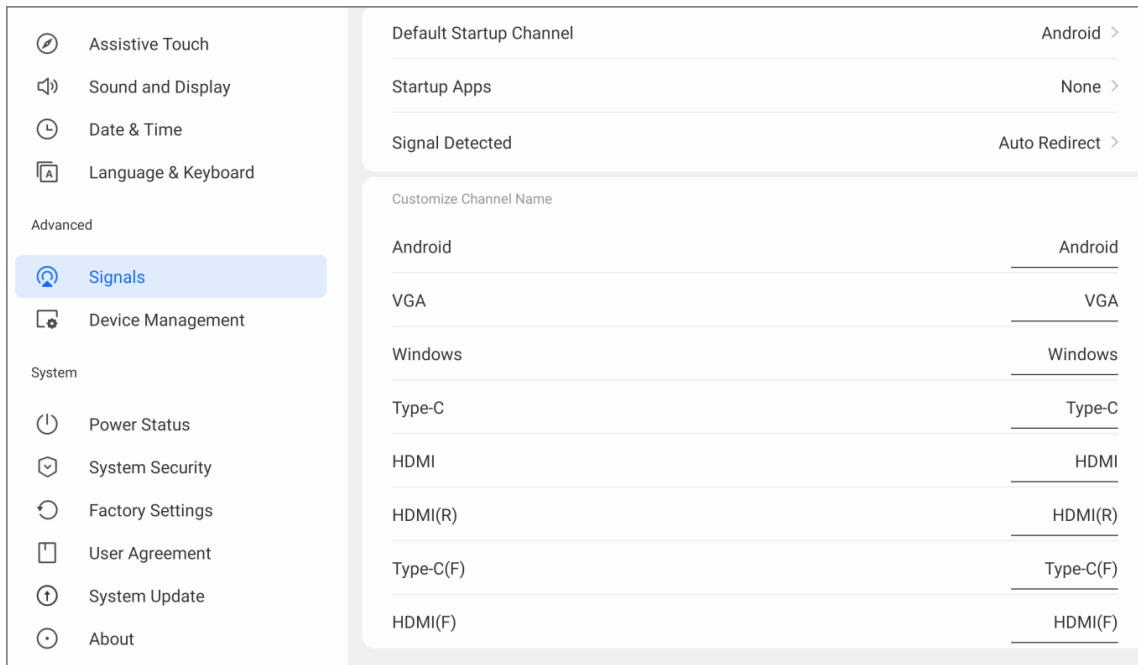 Assistive Touch
Sound and Display
Date & Time
Language & Keyboard
Advanced
Signals
Device Management
System
Power Status
System Security
Factory Settings
User Agreement
System Update
About
Default Startup Channel Android
Startup Apps None
Signal Detected Auto Redirect
Customize Channel Name
Android Android
VGA VGA
Windows Windows
Type-C Type-C
HDMI HDMI
HDMI(R) HDMI(R)
Type-C(F) Type-C(F)
HDMI(F) HDMI(F)